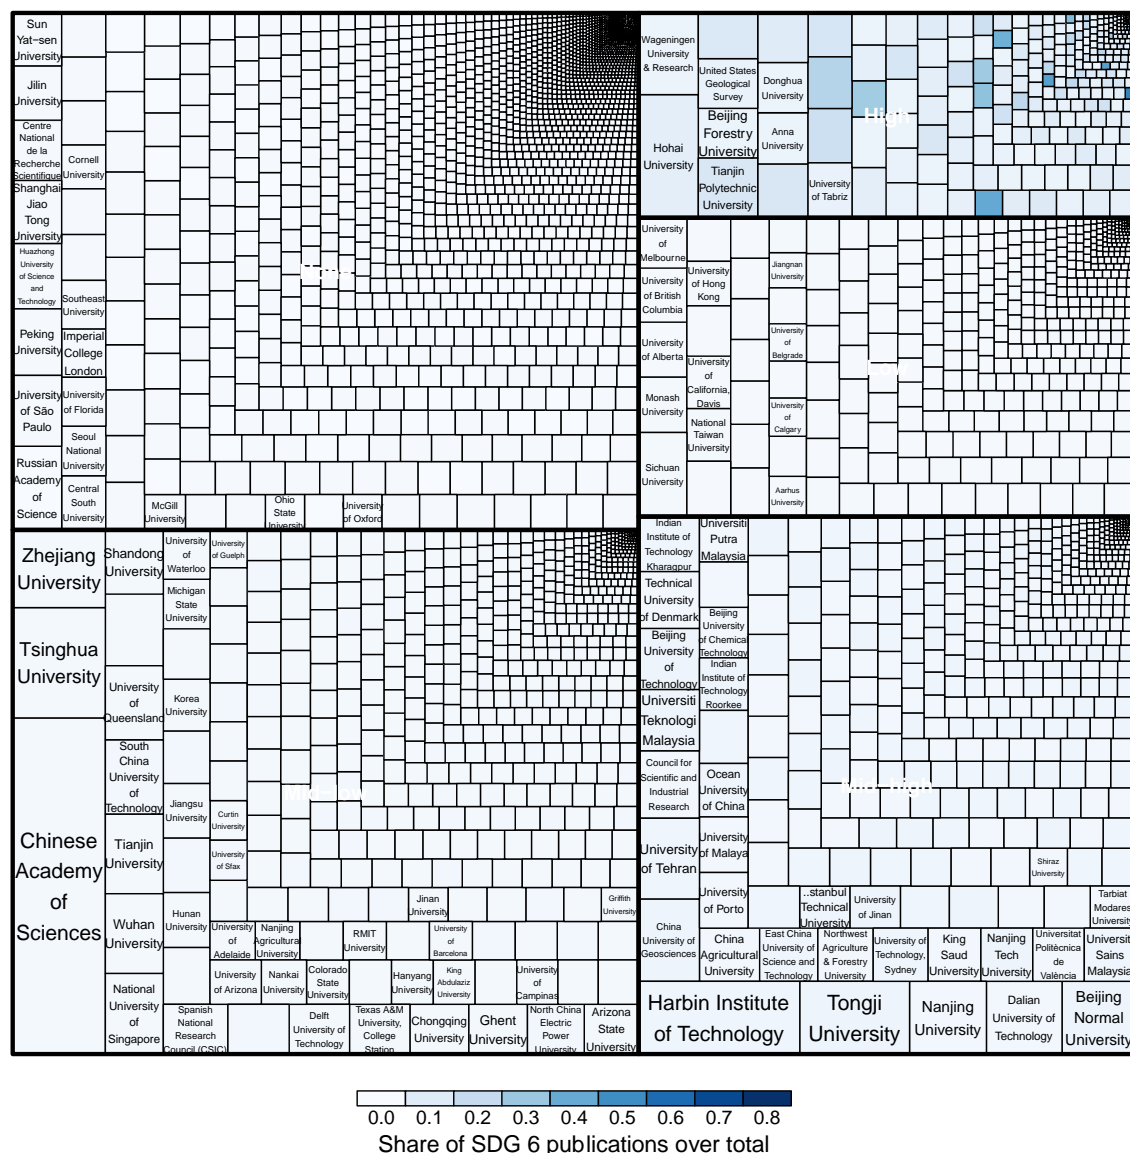 Sun
Yat−sen
University
Jilin
University
Centre
National
de la
Recherche
Scientifique
Shanghai
Jiao
Tong
University
Huazhong
University
of Science
and
Technology
Peking
University
University
of São
Paulo
Russian
Academy
of
Science
Cornell
University
Southeast
University
Imperial
College
London
University
of Florida
Seoul
National
University
Central
South
University
McGill
University
Ohio
State
University
University
of Oxford
Wageningen
University
& Research
Hohai
University
United States
Geological
Survey
Beijing
Forestry
University
Tianjin
Polytechnic
University
Donghua
University
Anna
University
University
of Tabriz
High
University
of
Melbourne
University
of British
Columbia
University
of Alberta
Monash
University
Sichuan
University
University
of Hong
Kong
University
of
California,
Davis
National
Taiwan
University
Jiangnan
University
University
of
Belgrade
University
of
Calgary
Aarhus
University
Low
Zhejiang
University
Tsinghua
University
Chinese
Academy
of
Sciences
Shandong
University
University
of
Queensland
South
China
University
of
Technology
Tianjin
University
Wuhan
University
National
University
of
Singapore
University
of
Waterloo
Michigan
State
University
Korea
University
Jiangsu
University
Hunan
University
Spanish
National
Research
Council (CSIC)
University
of Guelph
Curtin
University
University
of Sfax
University
of
Adelaide
Nanjing
Agricultural
University
RMIT
University
Jinan
University
University
of
Barcelona
Griffith
University
University
of Arizona
Nankai
University
Colorado
State
University
Hanyang
University
King
Abdulaziz
University
University
of
Campinas
Delft
University of
Technology
Texas A&M
University,
College
Station
Chongqing
University
Ghent
University
North China
Electric
Power
University
Arizona
State
University
Mid−low
Indian
Institute of
Technology
Kharagpur
Technical
University
of Denmark
Beijing
University
of
Technology
Universiti
Teknologi
Malaysia
Council for
Scientific and
Industrial
Research
University
of Tehran
China
University of
Geosciences
Universiti
Putra
Malaysia
Beijing
University
of Chemical
Technology
Indian
Institute of
Technology
Roorkee
Ocean
University
of China
University
of Malaya
University
of Porto
China
Agricultural
University
..stanbul
Technical
University
University
of Jinan
Shiraz
University
Tarbiat
Modares
University
East China
University of
Science and
Technology
Northwest
Agriculture
& Forestry
University
University of
Technology,
Sydney
King
Saud
University
Nanjing
Tech
University
Universitat
Politècnica
de
València
Universiti
Sains
Malaysia
Harbin Institute
of Technology
Tongji
University
Nanjing
University
Dalian
University of
Technology
Beijing
Normal
University
Mid−high
0.0 0.1 0.2 0.3 0.4 0.5 0.6 0.7 0.8
Share of SDG 6 publications over total